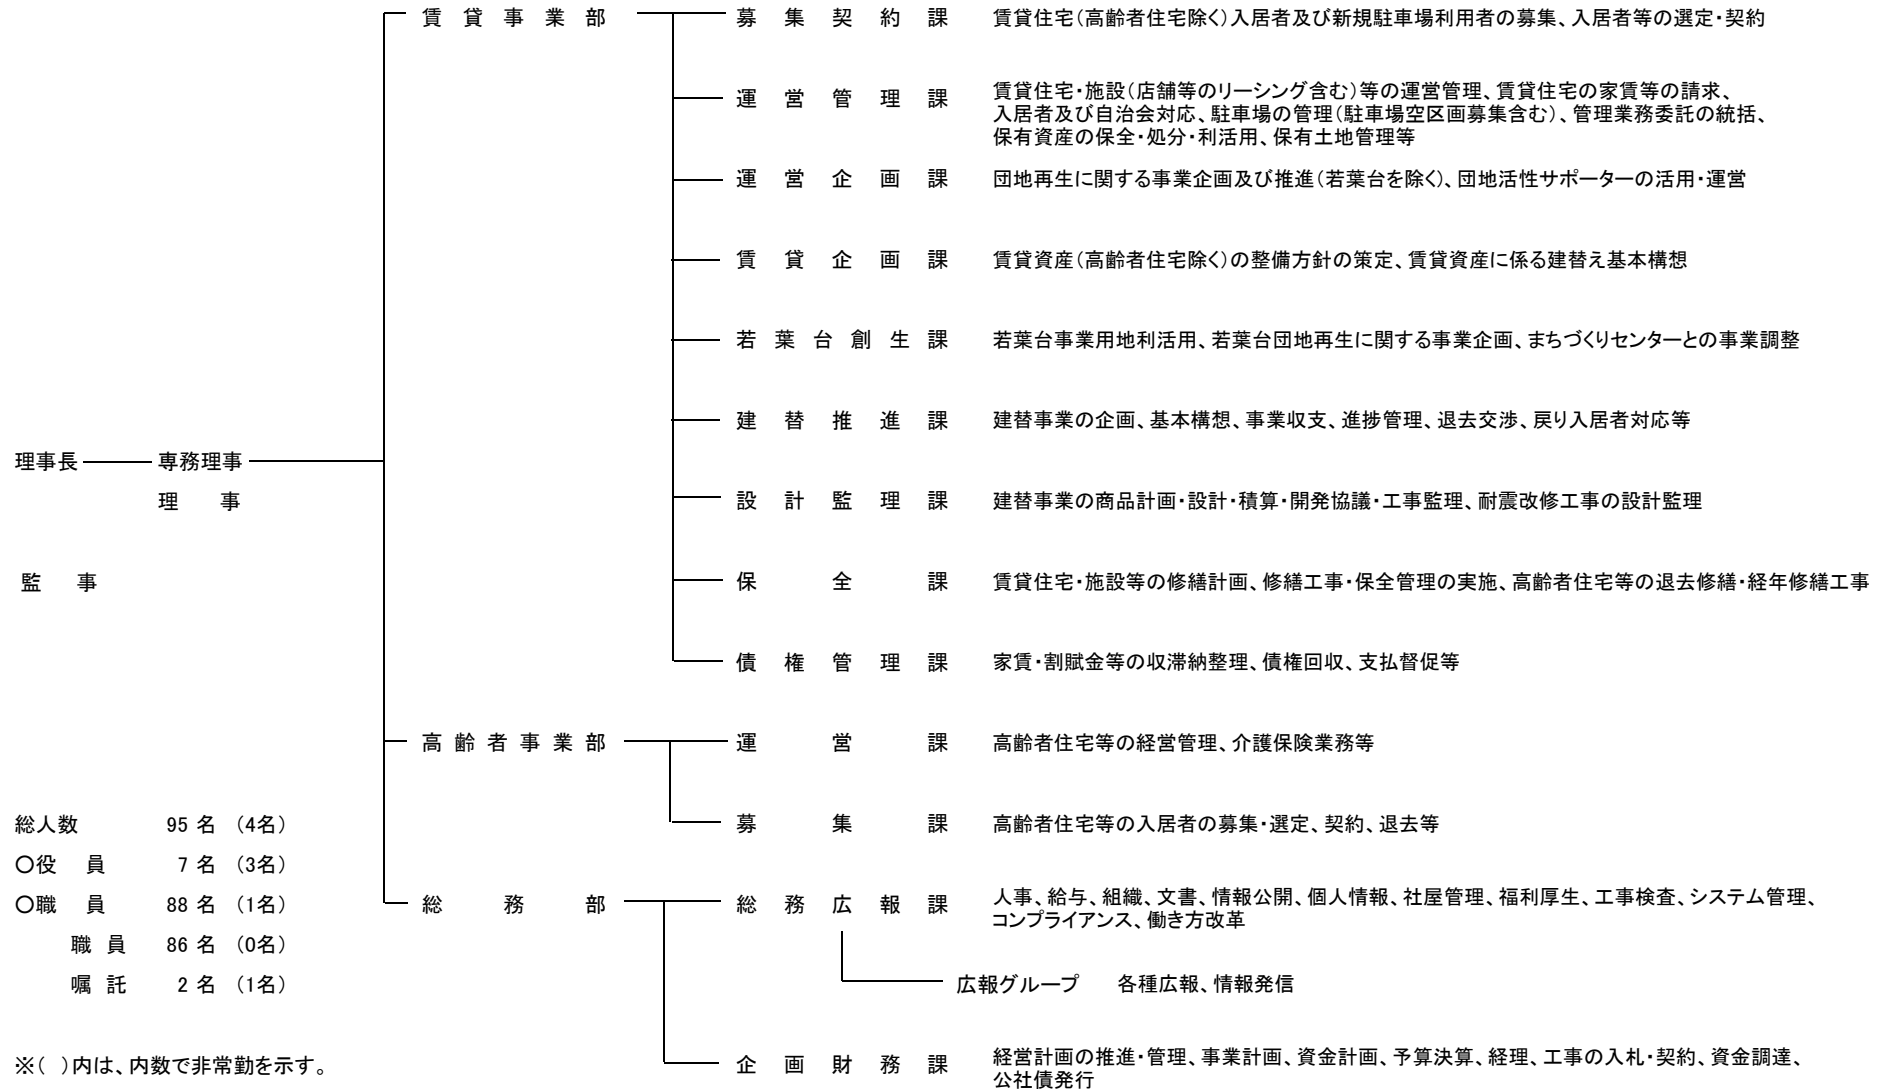 賃貸事業部 募集契約課 賃貸住宅(高齢者住宅除く)入居者及び新規駐車場利用者の募集、入居者等の選定・契約
運営管理課 賃貸住宅・施設(店舗等のリーシング含む)等の運営管理、賃貸住宅の家賃等の請求、
入居者及び自治会対応、駐車場の管理(駐車場空区画募集含む)、管理業務委託の統括、
保有資産の保全・処分・利活用、保有土地管理等
運営企画課 団地再生に関する事業企画及び推進(若葉台を除く)、団地活性サポーターの活用・運営
賃貸企画課 賃貸資産(高齢者住宅除く)の整備方針の策定、賃貸資産に係る建替え基本構想
若葉台創生課 若葉台事業用地利活用、若葉台団地再生に関する事業企画、まちづくりセンターとの事業調整
建替推進課 建替事業の企画、基本構想、事業収支、進捗管理、退去交渉、戻り入居者対応等
理事長 専務理事
理事 設計監理課 建替事業の商品計画・設計・積算・開発協議・工事監理、耐震改修工事の設計監理
監事 保全課 賃貸住宅・施設等の修繕計画、修繕工事・保全管理の実施、高齢者住宅等の退去修繕・経年修繕工事
債権管理課 家賃・割賦金等の収滞納整理、債権回収、支払督促等
高齢者事業部 運営課 高齢者住宅等の経営管理、介護保険業務等
総人数 95 名 (4名) 募集課 高齢者住宅等の入居者の募集・選定、契約、退去等
○役員 7 名 (3名)
○職員 88 名 (1名) 総務部 総務広報課 人事、給与、組織、文書、情報公開、個人情報、社屋管理、福利厚生、工事検査、システム管理、
コンプライアンス、働き方改革
職員 86 名 (0名)
嘱託 2 名 (1名) 広報グループ 各種広報、情報発信
※( )内は、内数で非常勤を示す。 企画財務課 経営計画の推進・管理、事業計画、資金計画、予算決算、経理、工事の入札・契約、資金調達、
公社債発行